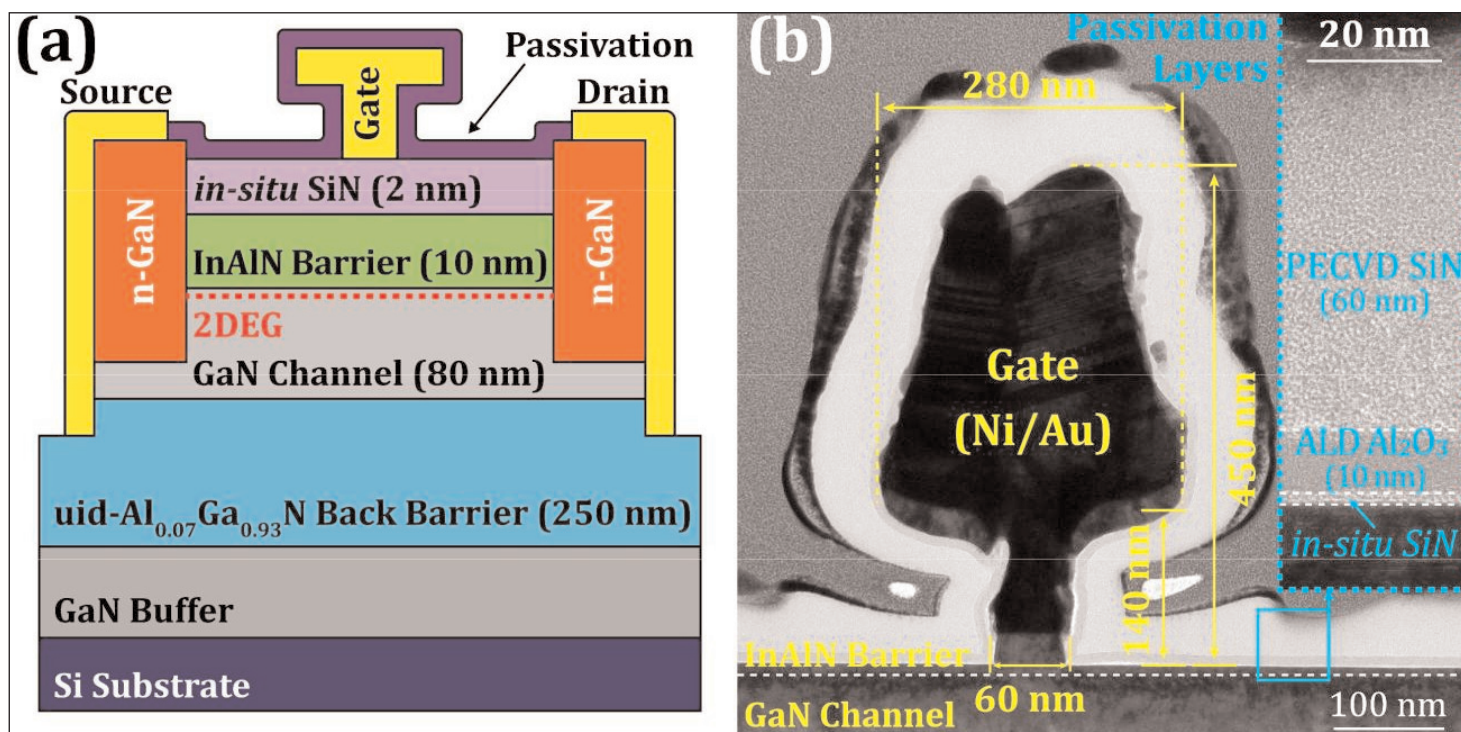 (a)
Passivation
Source
Gate
Drain
in-situ SiN (2 nm)
n-GaN
n-GaN
InAlN Barrier (10 nm)
2DEG
GaN Channel (80 nm)
uid-Al₀.₀₇Ga₀.₉₃N Back Barrier (250 nm)
GaN Buffer
Si Substrate
(b)
Passivation
Layers
20 nm
280 nm
PECVD SiN
(60 nm)
Gate
(Ni/Au)
450 nm
ALD Al₂O₃
(10 nm)
in-situ SiN
140 nm
InAlN Barrier
60 nm
GaN Channel
100 nm